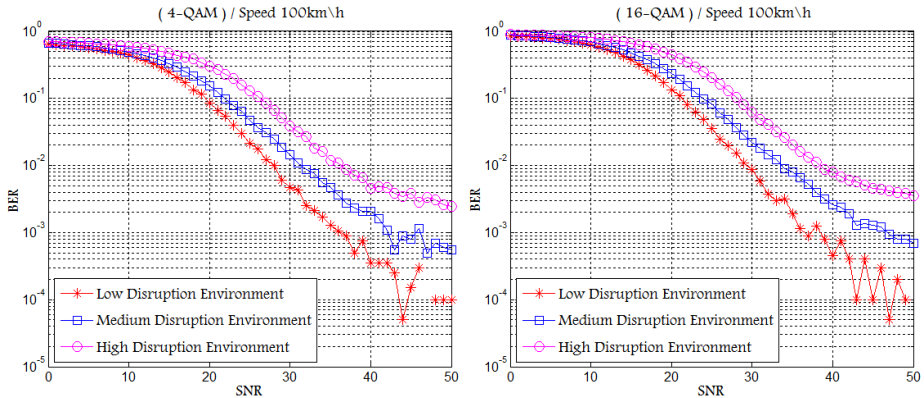 ( 4-QAM ) / Speed 100km\h
10^0
10^-1
10^-2
10^-3
10^-4
10^-5
BER
0 10 20 30 40 50
SNR
Low Disruption Environment
Medium Disruption Environment
High Disruption Environment
( 16-QAM ) / Speed 100km\h
10^0
10^-1
10^-2
10^-3
10^-4
10^-5
BER
0 10 20 30 40 50
SNR
Low Disruption Environment
Medium Disruption Environment
High Disruption Environment